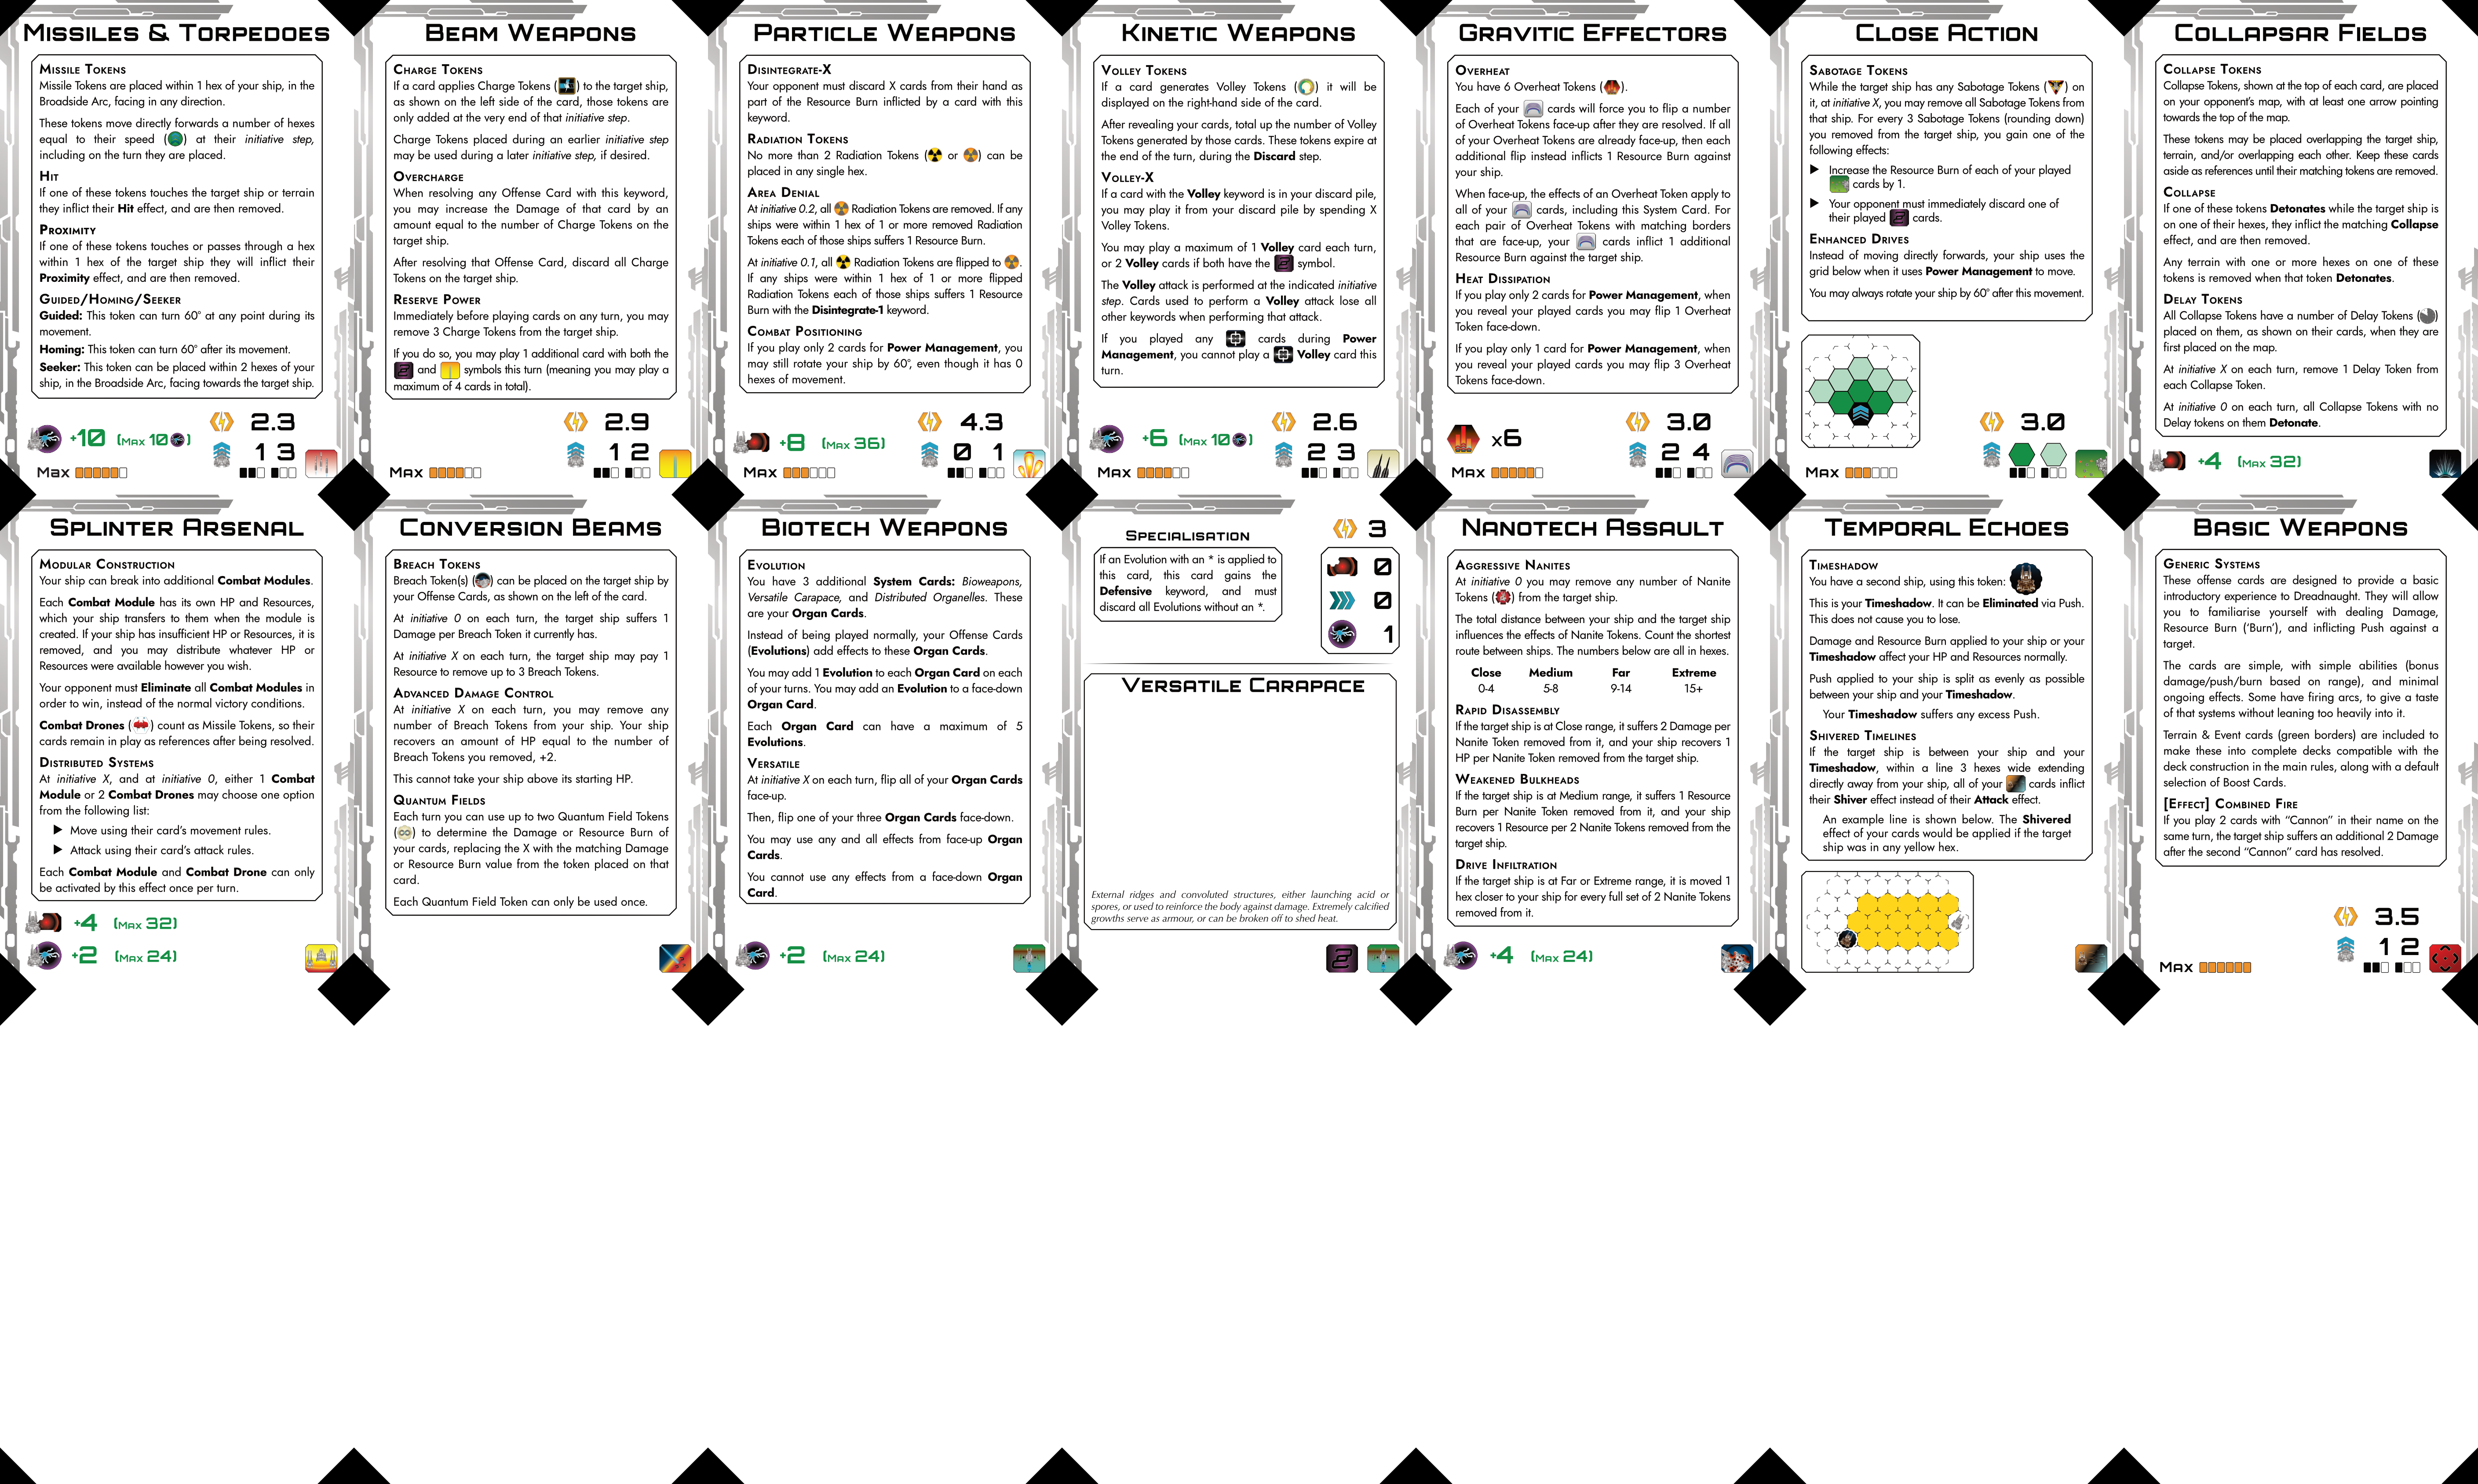 Missiles & Torpedoes
Missile Tokens
Missile Tokens are placed within 1 hex of your ship, in the
Broadside Arc, facing in any direction.
These tokens move directly forwards a number of hexes
equal to their speed ( ) at their initiative step,
including on the turn they are placed.
Hit
If one of these tokens touches the target ship or terrain
they inflict their Hit effect, and are then removed.
Proximity
If one of these tokens touches or passes through a hex
within 1 hex of the target ship they will inflict their
Proximity effect, and are then removed.
Guided/Homing/Seeker
Guided: This token can turn 60° at any point during its
movement.
Homing: This token can turn 60° after its movement.
Seeker: This token can be placed within 2 hexes of your
ship, in the Broadside Arc, facing towards the target ship.
+10 (Max 10 )
2.3
1 3
Max
Beam Weapons
Charge Tokens
If a card applies Charge Tokens ( ) to the target ship,
as shown on the left side of the card, those tokens are
only added at the very end of that initiative step.
Charge Tokens placed during an earlier initiative step
may be used during a later initiative step, if desired.
Overcharge
When resolving any Offense Card with this keyword,
you may increase the Damage of that card by an
amount equal to the number of Charge Tokens on the
target ship.
After resolving that Offense Card, discard all Charge
Tokens on the target ship.
Reserve Power
Immediately before playing cards on any turn, you may
remove 3 Charge Tokens from the target ship.
If you do so, you may play 1 additional card with both the
2 and symbols this turn (meaning you may play a
maximum of 4 cards in total).
2.9
1 2
Max
Particle Weapons
Disintegrate-X
Your opponent must discard X cards from their hand as
part of the Resource Burn inflicted by a card with this
keyword.
Radiation Tokens
No more than 2 Radiation Tokens ( or ) can be
placed in any single hex.
Area Denial
At initiative 0.2, all Radiation Tokens are removed. If any
ships were within 1 hex of 1 or more removed Radiation
Tokens each of those ships suffers 1 Resource Burn.
At initiative 0.1, all Radiation Tokens are flipped to .
If any ships were within 1 hex of 1 or more flipped
Radiation Tokens each of those ships suffers 1 Resource
Burn with the Disintegrate-1 keyword.
Combat Positioning
If you play only 2 cards for Power Management, you
may still rotate your ship by 60°, even though it has 0
hexes of movement.
+8 (Max 36)
4.3
0 1
Max
Kinetic Weapons
Volley Tokens
If a card generates Volley Tokens ( ) it will be
displayed on the right-hand side of the card.
After revealing your cards, total up the number of Volley
Tokens generated by those cards. These tokens expire at
the end of the turn, during the Discard step.
Volley-X
If a card with the Volley keyword is in your discard pile,
you may play it from your discard pile by spending X
Volley Tokens.
You may play a maximum of 1 Volley card each turn,
or 2 Volley cards if both have the 2 symbol.
The Volley attack is performed at the indicated initiative
step. Cards used to perform a Volley attack lose all
other keywords when performing that attack.
If you played any cards during Power
Management, you cannot play a Volley card this
turn.
+6 (Max 10 )
2.6
2 3
Max
Gravitic Effectors
Overheat
You have 6 Overheat Tokens ( ).
Each of your cards will force you to flip a number
of Overheat Tokens face-up after they are resolved. If all
of your Overheat Tokens are already face-up, then each
additional flip instead inflicts 1 Resource Burn against
your ship.
When face-up, the effects of an Overheat Token apply to
all of your cards, including this System Card. For
each pair of Overheat Tokens with matching borders
that are face-up, your cards inflict 1 additional
Resource Burn against the target ship.
Heat Dissipation
If you play only 2 cards for Power Management, when
you reveal your played cards you may flip 1 Overheat
Token face-down.
If you play only 1 card for Power Management, when
you reveal your played cards you may flip 3 Overheat
Tokens face-down.
x6
3.0
2 4
Max
Close Action
Sabotage Tokens
While the target ship has any Sabotage Tokens ( ) on
it, at initiative X, you may remove all Sabotage Tokens from
that ship. For every 3 Sabotage Tokens (rounding down)
you removed from the target ship, you gain one of the
following effects:
▶ Increase the Resource Burn of each of your played
cards by 1.
▶ Your opponent must immediately discard one of
their played 2 cards.
Enhanced Drives
Instead of moving directly forwards, your ship uses the
grid below when it uses Power Management to move.
You may always rotate your ship by 60° after this movement.
3.0
Max
Collapsar Fields
Collapse Tokens
Collapse Tokens, shown at the top of each card, are placed
on your opponent's map, with at least one arrow pointing
towards the top of the map.
These tokens may be placed overlapping the target ship,
terrain, and/or overlapping each other. Keep these cards
aside as references until their matching tokens are removed.
Collapse
If one of these tokens Detonates while the target ship is
on one of their hexes, they inflict the matching Collapse
effect, and are then removed.
Any terrain with one or more hexes on one of these
tokens is removed when that token Detonates.
Delay Tokens
All Collapse Tokens have a number of Delay Tokens ( )
placed on them, as shown on their cards, when they are
first placed on the map.
At initiative X on each turn, remove 1 Delay Token from
each Collapse Token.
At initiative 0 on each turn, all Collapse Tokens with no
Delay tokens on them Detonate.
+4 (Max 32)
Splinter Arsenal
Modular Construction
Your ship can break into additional Combat Modules.
Each Combat Module has its own HP and Resources,
which your ship transfers to them when the module is
created. If your ship has insufficient HP or Resources, it is
removed, and you may distribute whatever HP or
Resources were available however you wish.
Your opponent must Eliminate all Combat Modules in
order to win, instead of the normal victory conditions.
Combat Drones ( ) count as Missile Tokens, so their
cards remain in play as references after being resolved.
Distributed Systems
At initiative X, and at initiative 0, either 1 Combat
Module or 2 Combat Drones may choose one option
from the following list:
▶ Move using their card's movement rules.
▶ Attack using their card's attack rules.
Each Combat Module and Combat Drone can only
be activated by this effect once per turn.
+4 (Max 32)
+2 (Max 24)
Conversion Beams
Breach Tokens
Breach Token(s) ( ) can be placed on the target ship by
your Offense Cards, as shown on the left of the card.
At initiative 0 on each turn, the target ship suffers 1
Damage per Breach Token it currently has.
At initiative X on each turn, the target ship may pay 1
Resource to remove up to 3 Breach Tokens.
Advanced Damage Control
At initiative X on each turn, you may remove any
number of Breach Tokens from your ship. Your ship
recovers an amount of HP equal to the number of
Breach Tokens you removed, +2.
This cannot take your ship above its starting HP.
Quantum Fields
Each turn you can use up to two Quantum Field Tokens
( ) to determine the Damage or Resource Burn of
your cards, replacing the X with the matching Damage
or Resource Burn value from the token placed on that
card.
Each Quantum Field Token can only be used once.
Biotech Weapons
Evolution
You have 3 additional System Cards: Bioweapons,
Versatile Carapace, and Distributed Organelles. These
are your Organ Cards.
Instead of being played normally, your Offense Cards
(Evolutions) add effects to these Organ Cards.
You may add 1 Evolution to each Organ Card on each
of your turns. You may add an Evolution to a face-down
Organ Card.
Each Organ Card can have a maximum of 5
Evolutions.
Versatile
At initiative X on each turn, flip all of your Organ Cards
face-up.
Then, flip one of your three Organ Cards face-down.
You may use any and all effects from face-up Organ
Cards.
You cannot use any effects from a face-down Organ
Card.
+2 (Max 24)
Specialisation
If an Evolution with an * is applied to
this card, this card gains the
Defensive keyword, and must
discard all Evolutions without an *.
3
0
0
1
Versatile Carapace
External ridges and convoluted structures, either launching acid or
spores, or used to reinforce the body against damage. Extremely calcified
growths serve as armour, or can be broken off to shed heat.
2
Nanotech Assault
Aggressive Nanites
At initiative 0 you may remove any number of Nanite
Tokens ( ) from the target ship.
The total distance between your ship and the target ship
influences the effects of Nanite Tokens. Count the shortest
route between ships. The numbers below are all in hexes.
Close Medium Far Extreme
0-4 5-8 9-14 15+
Rapid Disassembly
If the target ship is at Close range, it suffers 2 Damage per
Nanite Token removed from it, and your ship recovers 1
HP per Nanite Token removed from the target ship.
Weakened Bulkheads
If the target ship is at Medium range, it suffers 1 Resource
Burn per Nanite Token removed from it, and your ship
recovers 1 Resource per 2 Nanite Tokens removed from the
target ship.
Drive Infiltration
If the target ship is at Far or Extreme range, it is moved 1
hex closer to your ship for every full set of 2 Nanite Tokens
removed from it.
+4 (Max 24)
Temporal Echoes
Timeshadow
You have a second ship, using this token:
This is your Timeshadow. It can be Eliminated via Push.
This does not cause you to lose.
Damage and Resource Burn applied to your ship or your
Timeshadow affect your HP and Resources normally.
Push applied to your ship is split as evenly as possible
between your ship and your Timeshadow.
Your Timeshadow suffers any excess Push.
Shivered Timelines
If the target ship is between your ship and your
Timeshadow, within a line 3 hexes wide extending
directly away from your ship, all of your cards inflict
their Shiver effect instead of their Attack effect.
An example line is shown below. The Shivered
effect of your cards would be applied if the target
ship was in any yellow hex.
Basic Weapons
Generic Systems
These offense cards are designed to provide a basic
introductory experience to Dreadnaught. They will allow
you to familiarise yourself with dealing Damage,
Resource Burn ('Burn'), and inflicting Push against a
target.
The cards are simple, with simple abilities (bonus
damage/push/burn based on range), and minimal
ongoing effects. Some have firing arcs, to give a taste
of that systems without leaning too heavily into it.
Terrain & Event cards (green borders) are included to
make these into complete decks compatible with the
deck construction in the main rules, along with a default
selection of Boost Cards.
[Effect] Combined Fire
If you play 2 cards with "Cannon" in their name on the
same turn, the target ship suffers an additional 2 Damage
after the second "Cannon" card has resolved.
3.5
1 2
Max